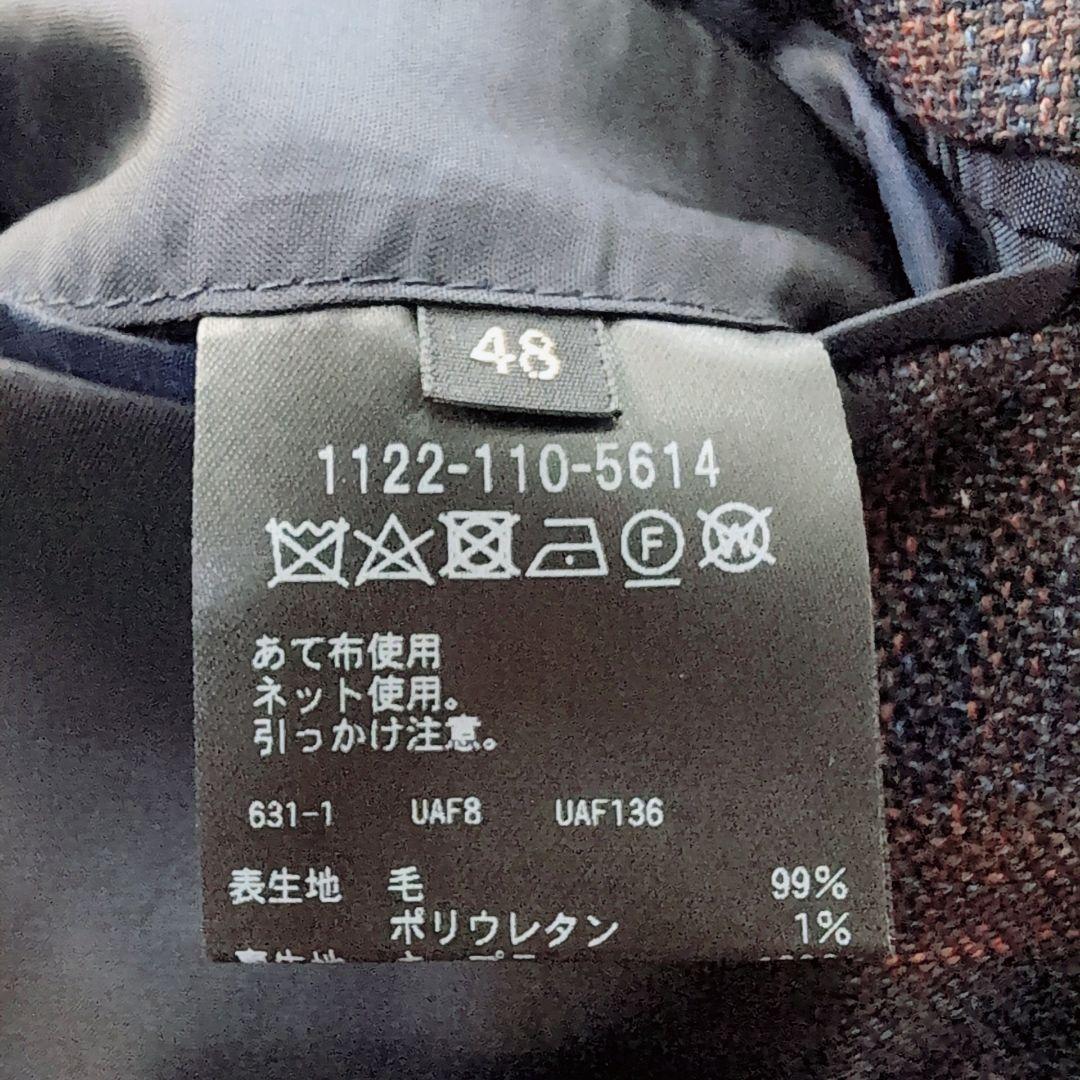 48
1122-110-5614
F W
あて布使用
ネット使用。
引っかけ注意。
631-1 UAF8 UAF136
表生地 毛 99%
ポリウレタン 1%